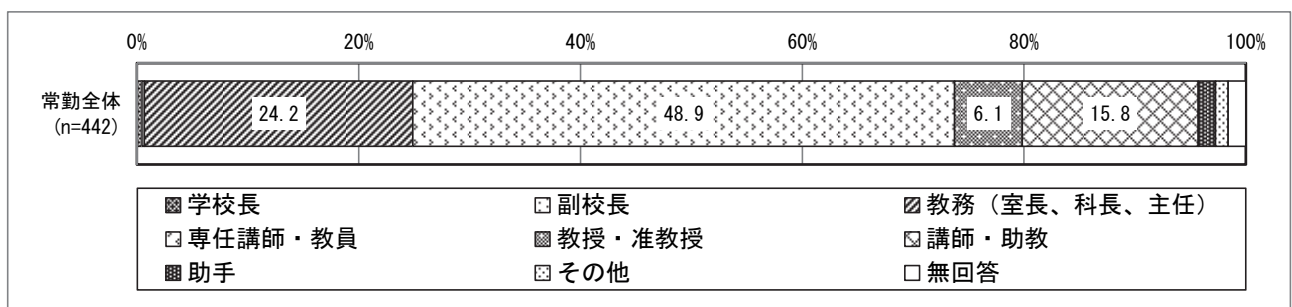 0% 20% 40% 60% 80% 100%
常勤全体
(n=442)
24.2 48.9 6.1 15.8
学校長 副校長 教務（室長、科長、主任）
専任講師・教員 教授・准教授 講師・助教
助手 その他 無回答